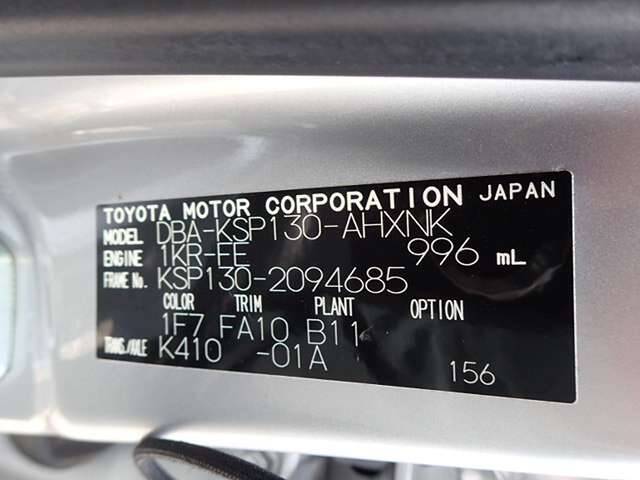 TOYOTA MOTOR CORPORATION JAPAN
MODEL DBA-KSP130-AHXNK
ENGINE 1KR-FE 996 mL
FRAME No. KSP130-2094685
COLOR TRIM PLANT OPTION
1F7 FA10 B11
TRANS./AXLE K410 -01A
156